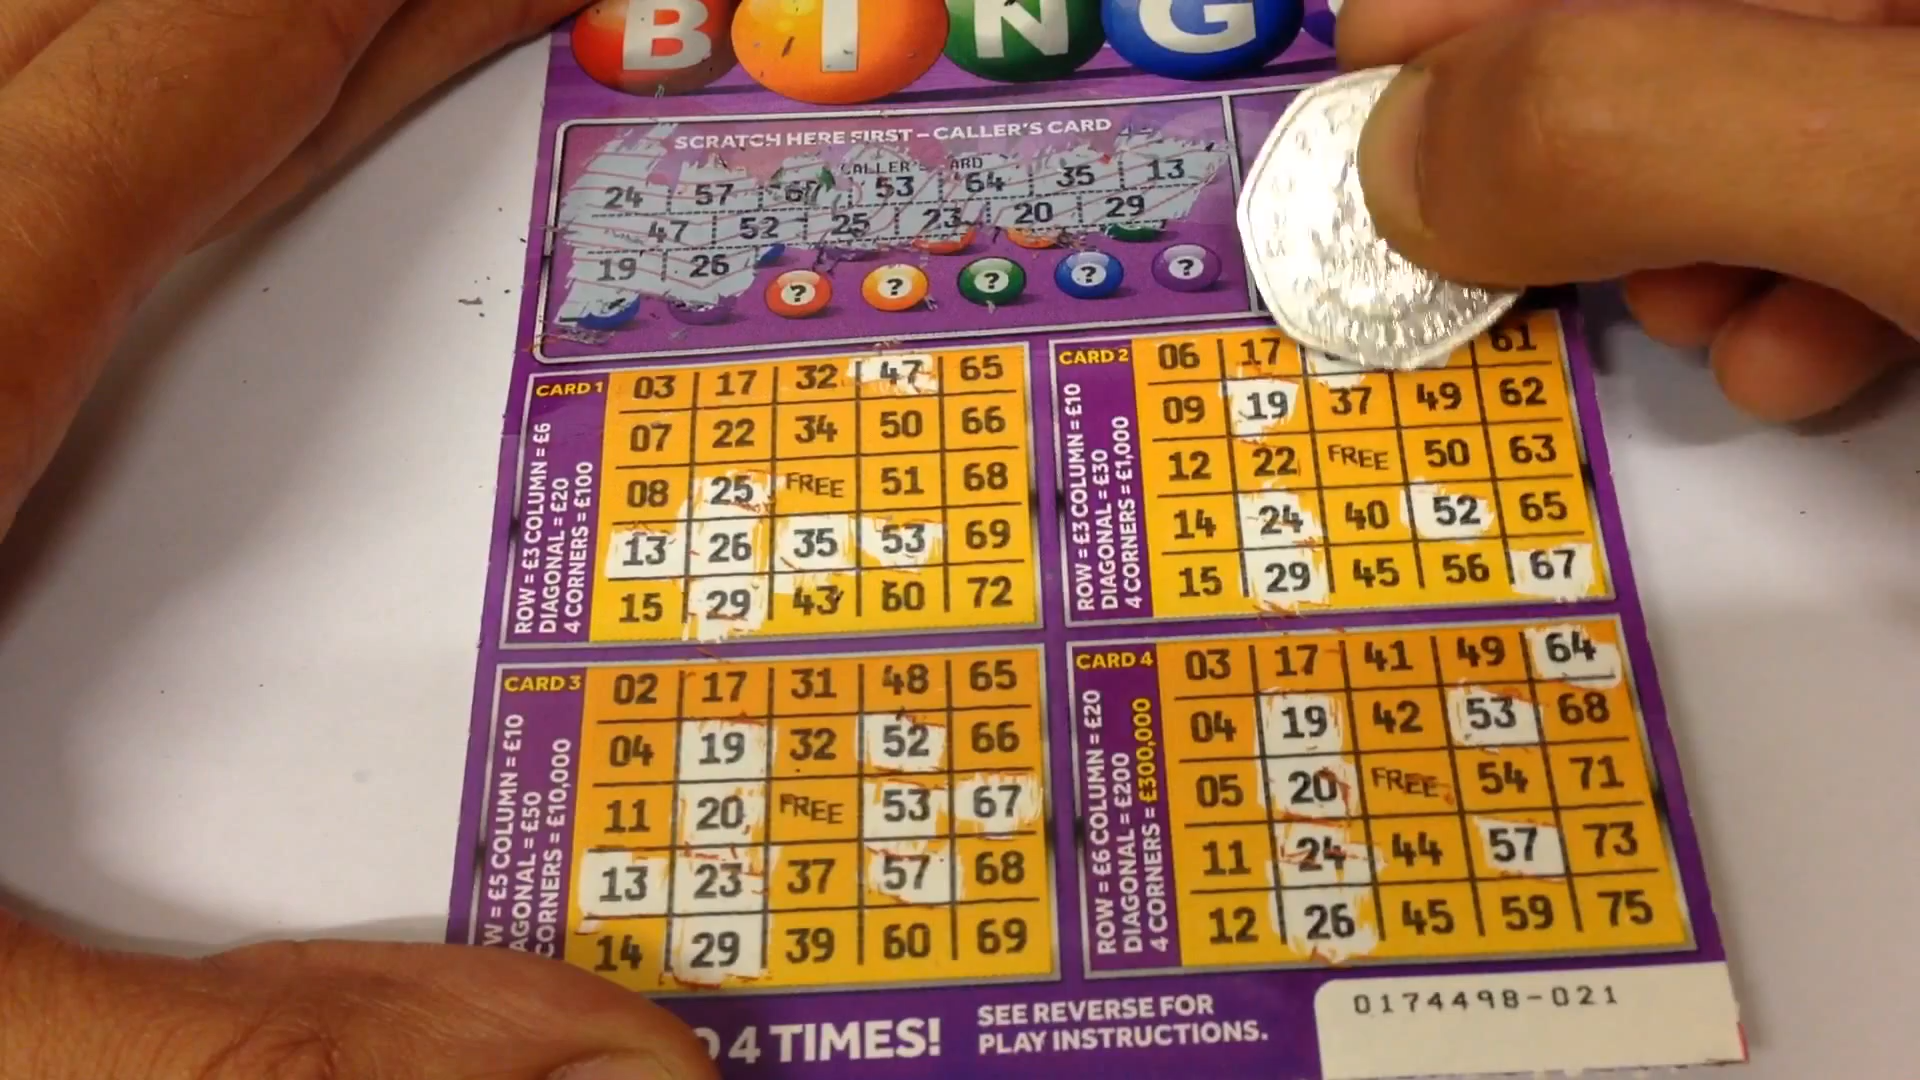 B I N G
SCRATCH HERE FIRST – CALLER'S CARD
24 57 67 53 64 35 13
47 52 25 23 20 29
19 26
? ? ? ? ?
CARD 1
ROW = £3 COLUMN = £6
DIAGONAL = £20
4 CORNERS = £100
03 17 32 47 65
07 22 34 50 66
08 25 FREE 51 68
13 26 35 53 69
15 29 43 60 72
CARD 2
ROW = £3 COLUMN = £10
DIAGONAL = £30
4 CORNERS = £1,000
06 17 61
09 19 37 49 62
12 22 FREE 50 63
14 24 40 52 65
15 29 45 56 67
CARD 3
W = £5 COLUMN = £10
AGONAL = £50
CORNERS = £10,000
02 17 31 48 65
04 19 32 52 66
11 20 FREE 53 67
13 23 37 57 68
14 29 39 60 69
CARD 4
ROW = £6 COLUMN = £20
DIAGONAL = £200
4 CORNERS = £300,000
03 17 41 49 64
04 19 42 53 68
05 20 FREE 54 71
11 24 44 57 73
12 26 45 59 75
4 TIMES!
SEE REVERSE FOR
PLAY INSTRUCTIONS.
0174498-021